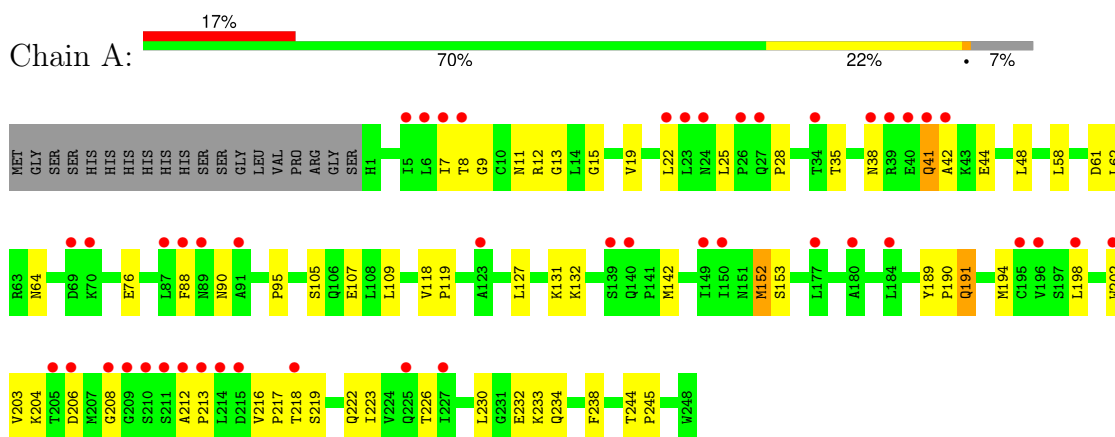 17%
Chain A:
70% 22% • 7%
MET GLY SER SER HIS HIS HIS HIS HIS HIS SER SER GLY LEU VAL PRO ARG GLY SER H1 I5 L6 I7 T8 G9 C10 N11 R12 G13 L14 G15 V19 L22 L23 N24 L25 P26 Q27 P28 T34 T35 N38 R39 E40 Q41 A42 K43 E44 L48 L58 D61 L62
R63 N64 D69 K70 E76 L87 F88 N89 N90 A91 P95 S105 Q106 E107 L108 L109 V118 P119 A123 L127 K131 K132 S139 Q140 P141 M142 I149 I150 N151 M152 S153 L177 A180 L184 Y189 P190 Q191 M194 C195 V196 S197 L198
V203 K204 T205 D206 M207 G208 G209 S210 S211 A212 P213 L214 D215 V216 P217 T218 S219 Q222 I223 V224 Q225 T226 I227 L230 G231 E232 K233 Q234 F238 T244 P245 W248